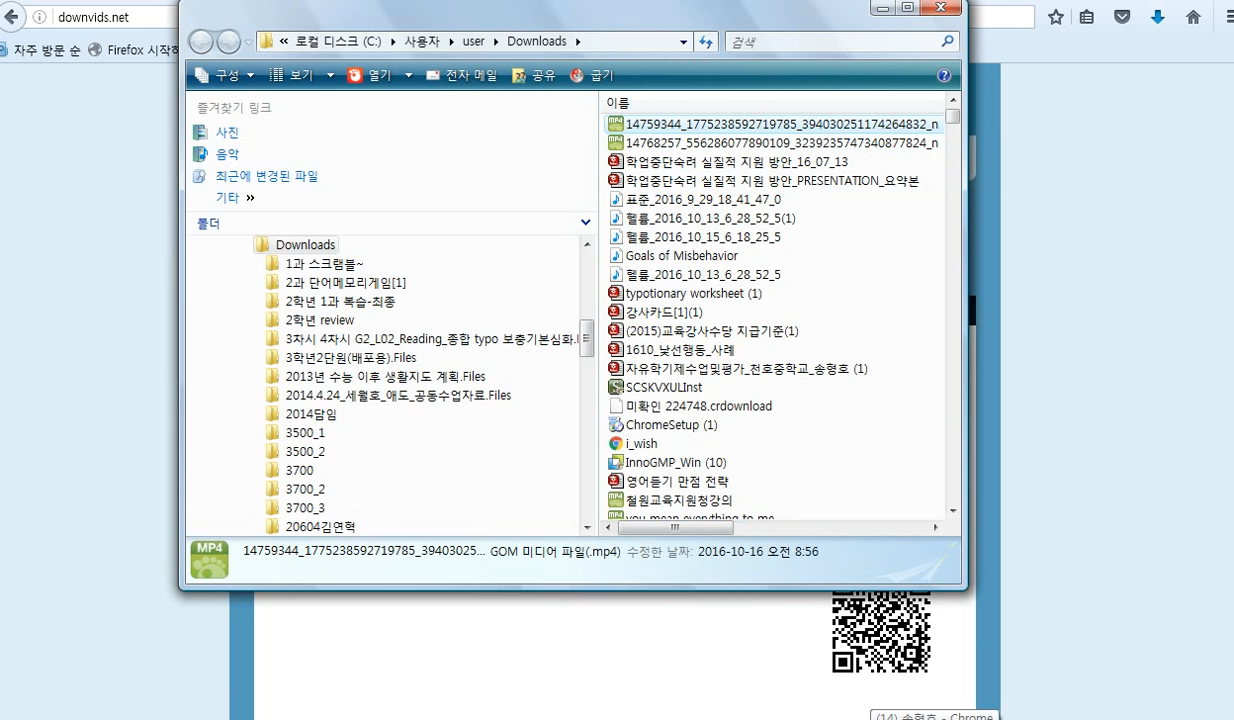 downvids.net
자주 방문 순 Firefox 시작하
« 로컬 디스크 (C:) ▸ 사용자 ▸ user ▸ Downloads ▸
검색
구성 보기 열기 전자 메일 공유 굽기
즐겨찾기 링크
사진
음악
최근에 변경된 파일
기타 »
폴더
Downloads
1과 스크램블~
2과 단어메모리게임[1]
2학년 1과 복습-최종
2학년 review
3차시 4차시 G2_L02_Reading_종합 typo 보충기본심화.
3학년2단원(배포용).Files
2013년 수능 이후 생활지도 계획.Files
2014.4.24_세월호_애도_공동수업자료.Files
2014담임
3500_1
3500_2
3700
3700_2
3700_3
20604김연혁
이름
14759344_1775238592719785_394030251174264832_n
14768257_556286077890109_3239235747340877824_n
학업중단숙려 실질적 지원 방안_16_07_13
학업중단숙려 실질적 지원 방안_PRESENTATION_요약본
표준_2016_9_29_18_41_47_0
헬륨_2016_10_13_6_28_52_5(1)
헬륨_2016_10_15_6_18_25_5
Goals of Misbehavior
헬륨_2016_10_13_6_28_52_5
typotionary worksheet (1)
강사카드[1](1)
(2015)교육강사수당 지급기준(1)
1610_낯선행동_사례
자유학기제수업및평가_천호중학교_송형호 (1)
SCSKVXULInst
미확인 224748.crdownload
ChromeSetup (1)
i_wish
InnoGMP_Win (10)
영어듣기 만점 전략
철원교육지원청강의
you mean everything to me
MP4 14759344_1775238592719785_39403025... GOM 미디어 파일(.mp4) 수정한 날짜: 2016-10-16 오전 8:56
(14) 송형호 - Chrome